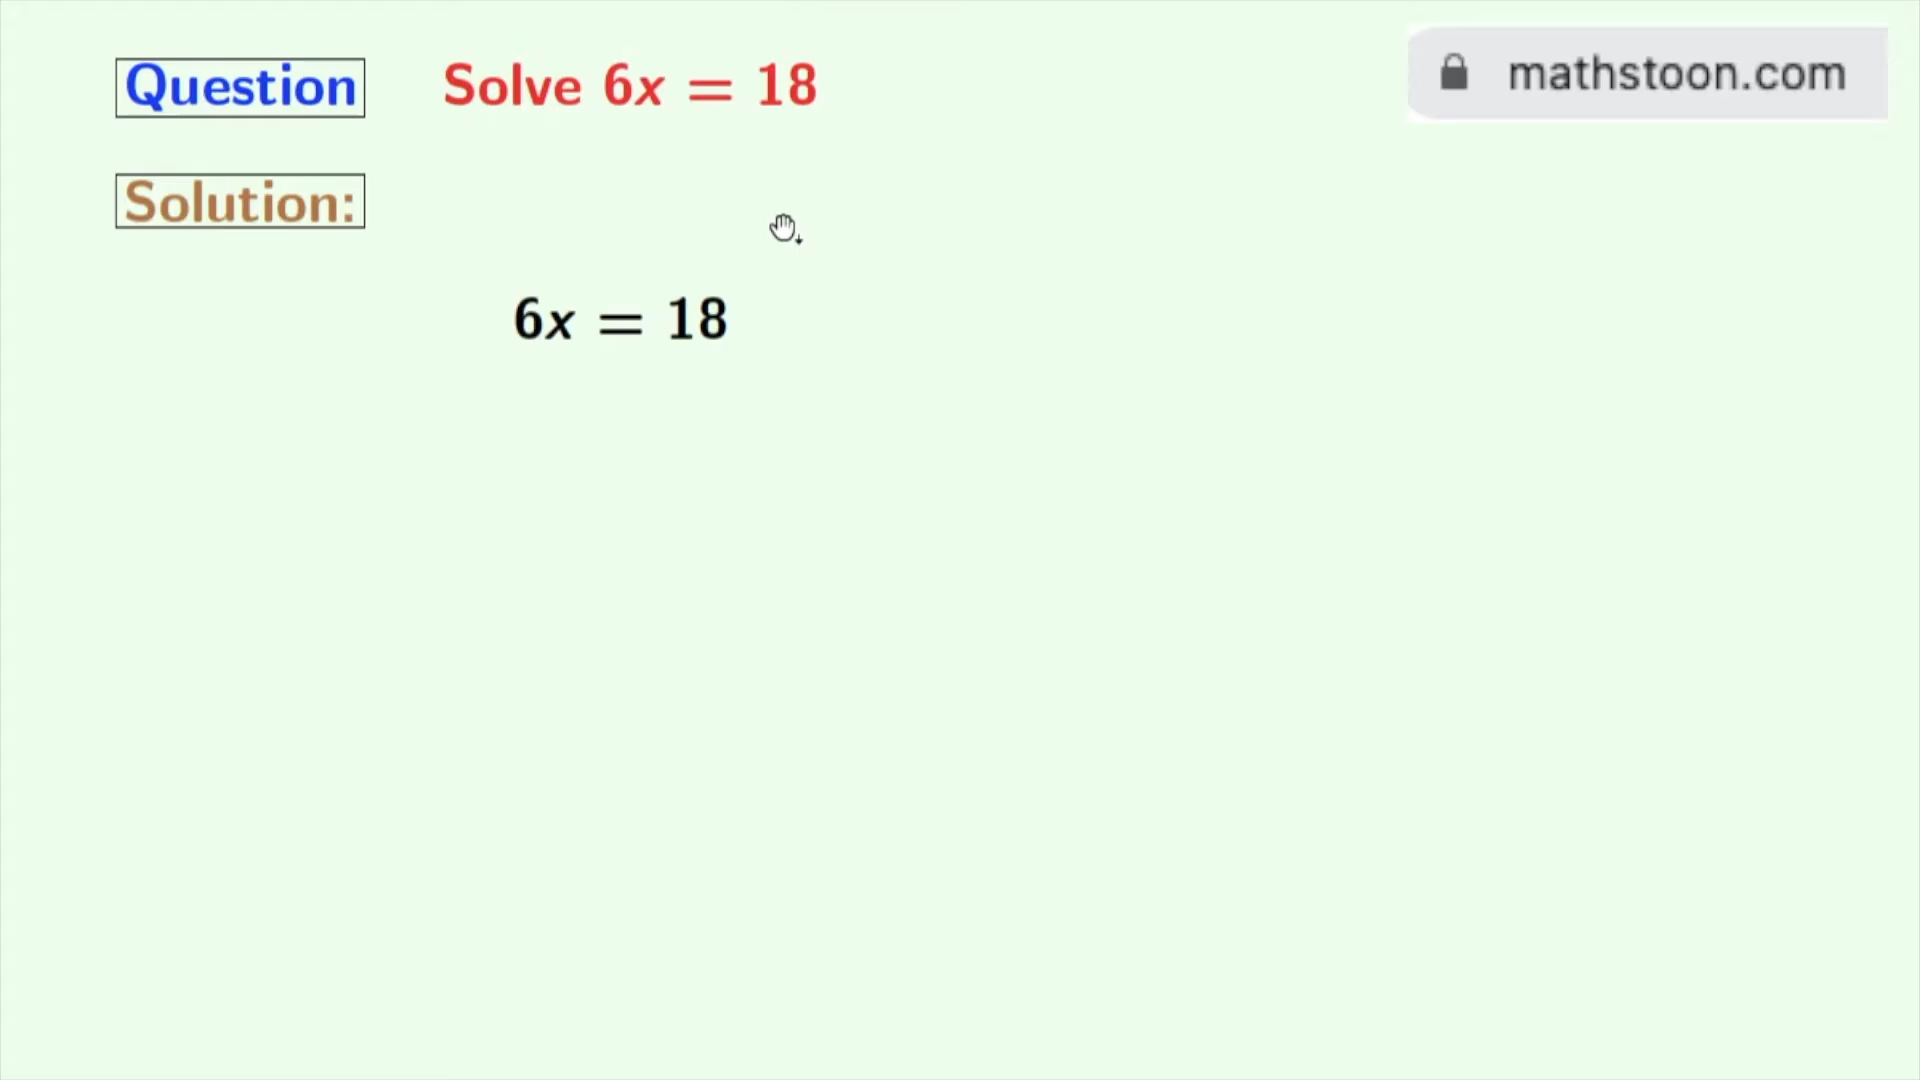 Question Solve 6x = 18
mathstoon.com
Solution:
6x = 18